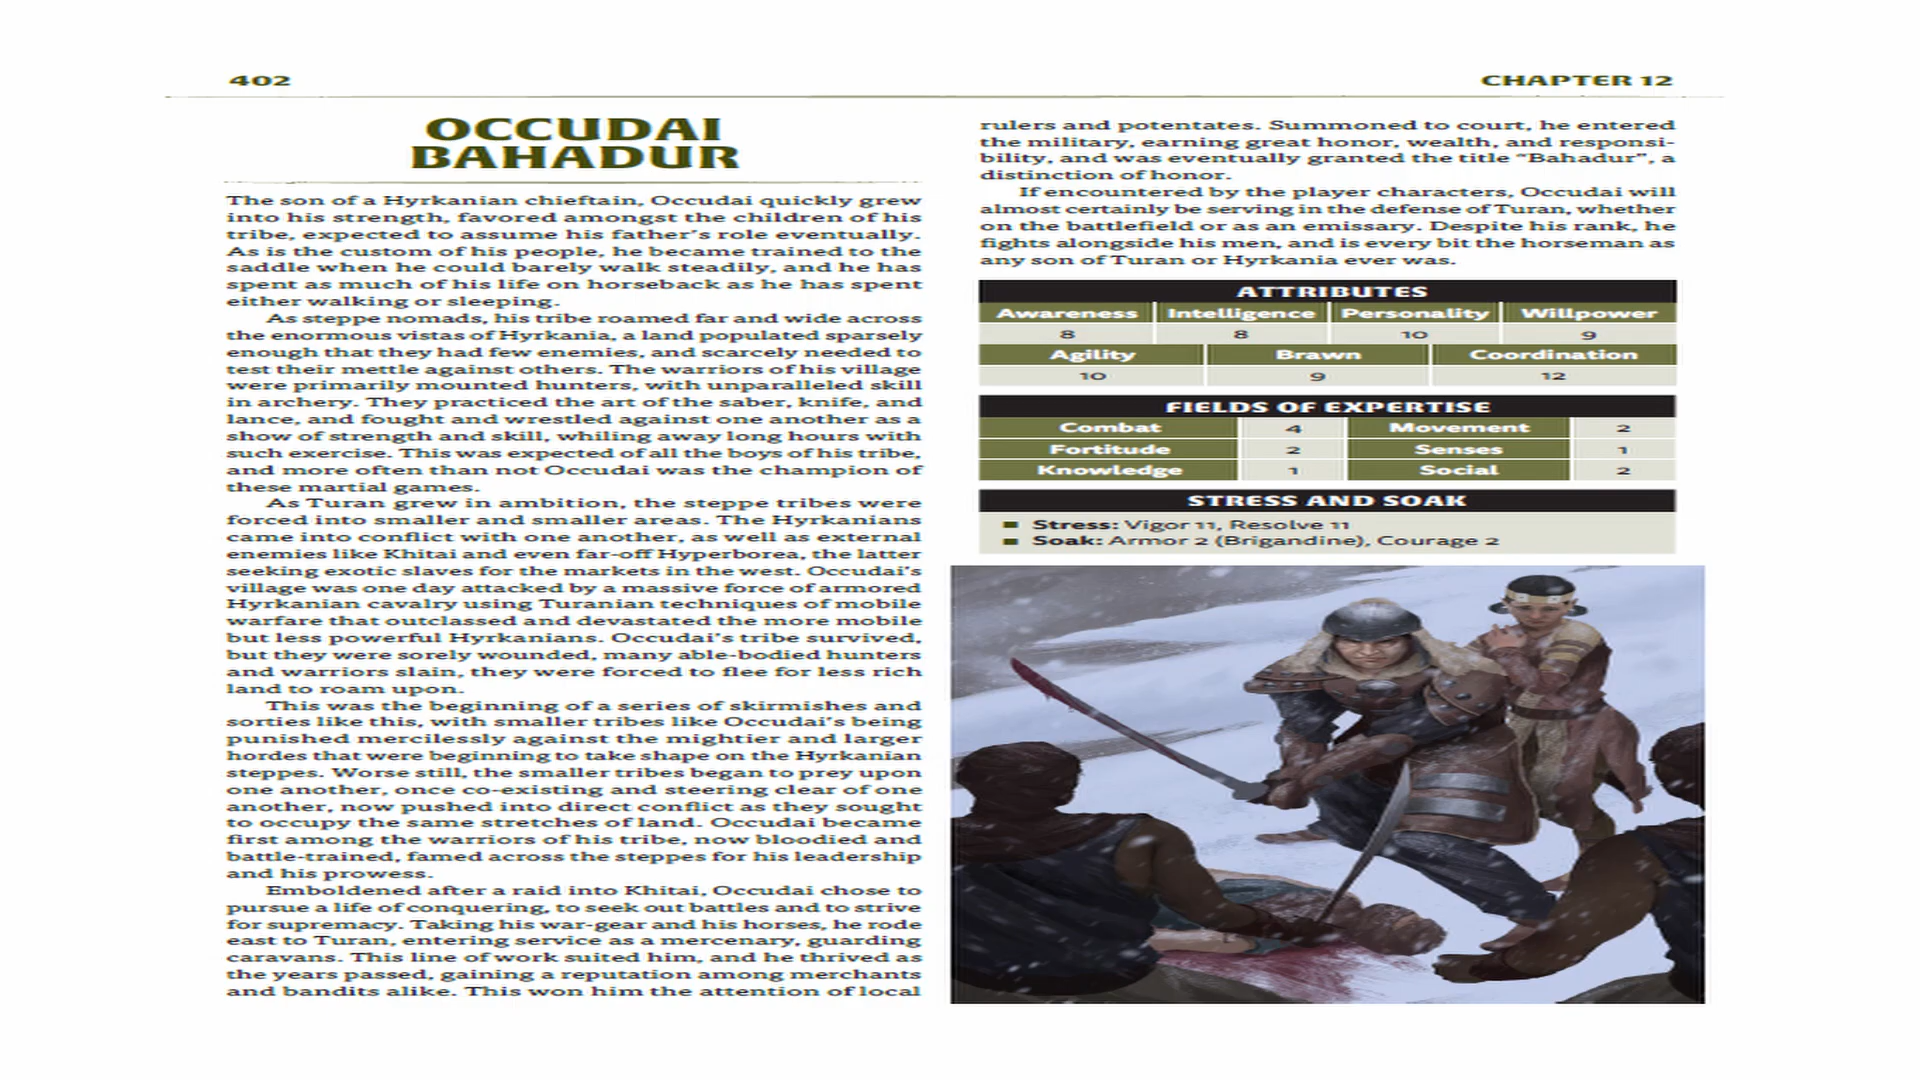 402
CHAPTER 12
OCCUDAI
BAHADUR
The son of a Hyrkanian chieftain, Occudai quickly grew
into his strength, favored amongst the children of his
tribe, expected to assume his father's role eventually.
As is the custom of his people, he became trained to the
saddle when he could barely walk steadily, and he has
spent as much of his life on horseback as he has spent
either walking or sleeping.
As steppe nomads, his tribe roamed far and wide across
the enormous vistas of Hyrkania, a land populated sparsely
enough that they had few enemies, and scarcely needed to
test their mettle against others. The warriors of his village
were primarily mounted hunters, with unparalleled skill
in archery. They practiced the art of the saber, knife, and
lance, and fought and wrestled against one another as a
show of strength and skill, whiling away long hours with
such exercise. This was expected of all the boys of his tribe,
and more often than not Occudai was the champion of
these martial games.
As Turan grew in ambition, the steppe tribes were
forced into smaller and smaller areas. The Hyrkanians
came into conflict with one another, as well as external
enemies like Khitai and even far-off Hyperborea, the latter
seeking exotic slaves for the markets in the west. Occudai's
village was one day attacked by a massive force of armored
Hyrkanian cavalry using Turanian techniques of mobile
warfare that outclassed and devastated the more mobile
but less powerful Hyrkanians. Occudai's tribe survived,
but they were sorely wounded, many able-bodied hunters
and warriors slain, they were forced to flee for less rich
land to roam upon.
This was the beginning of a series of skirmishes and
sorties like this, with smaller tribes like Occudai's being
punished mercilessly against the mightier and larger
hordes that were beginning to take shape on the Hyrkanian
steppes. Worse still, the smaller tribes began to prey upon
one another, once co-existing and steering clear of one
another, now pushed into direct conflict as they sought
to occupy the same stretches of land. Occudai became
first among the warriors of his tribe, now bloodied and
battle-trained, famed across the steppes for his leadership
and his prowess.
Emboldened after a raid into Khitai, Occudai chose to
pursue a life of conquering, to seek out battles and to strive
for supremacy. Taking his war-gear and his horses, he rode
east to Turan, entering service as a mercenary, guarding
caravans. This line of work suited him, and he thrived as
the years passed, gaining a reputation among merchants
and bandits alike. This won him the attention of local
rulers and potentates. Summoned to court, he entered
the military, earning great honor, wealth, and responsi-
bility, and was eventually granted the title "Bahadur", a
distinction of honor.
If encountered by the player characters, Occudai will
almost certainly be serving in the defense of Turan, whether
on the battlefield or as an emissary. Despite his rank, he
fights alongside his men, and is every bit the horseman as
any son of Turan or Hyrkania ever was.
ATTRIBUTES
Awareness Intelligence Personality Willpower
8 8 10 9
Agility Brawn Coordination
10 9 12
FIELDS OF EXPERTISE
Combat 4 Movement 2
Fortitude 2 Senses 1
Knowledge 1 Social 2
STRESS AND SOAK
■ Stress: Vigor 11, Resolve 11
■ Soak: Armor 2 (Brigandine), Courage 2